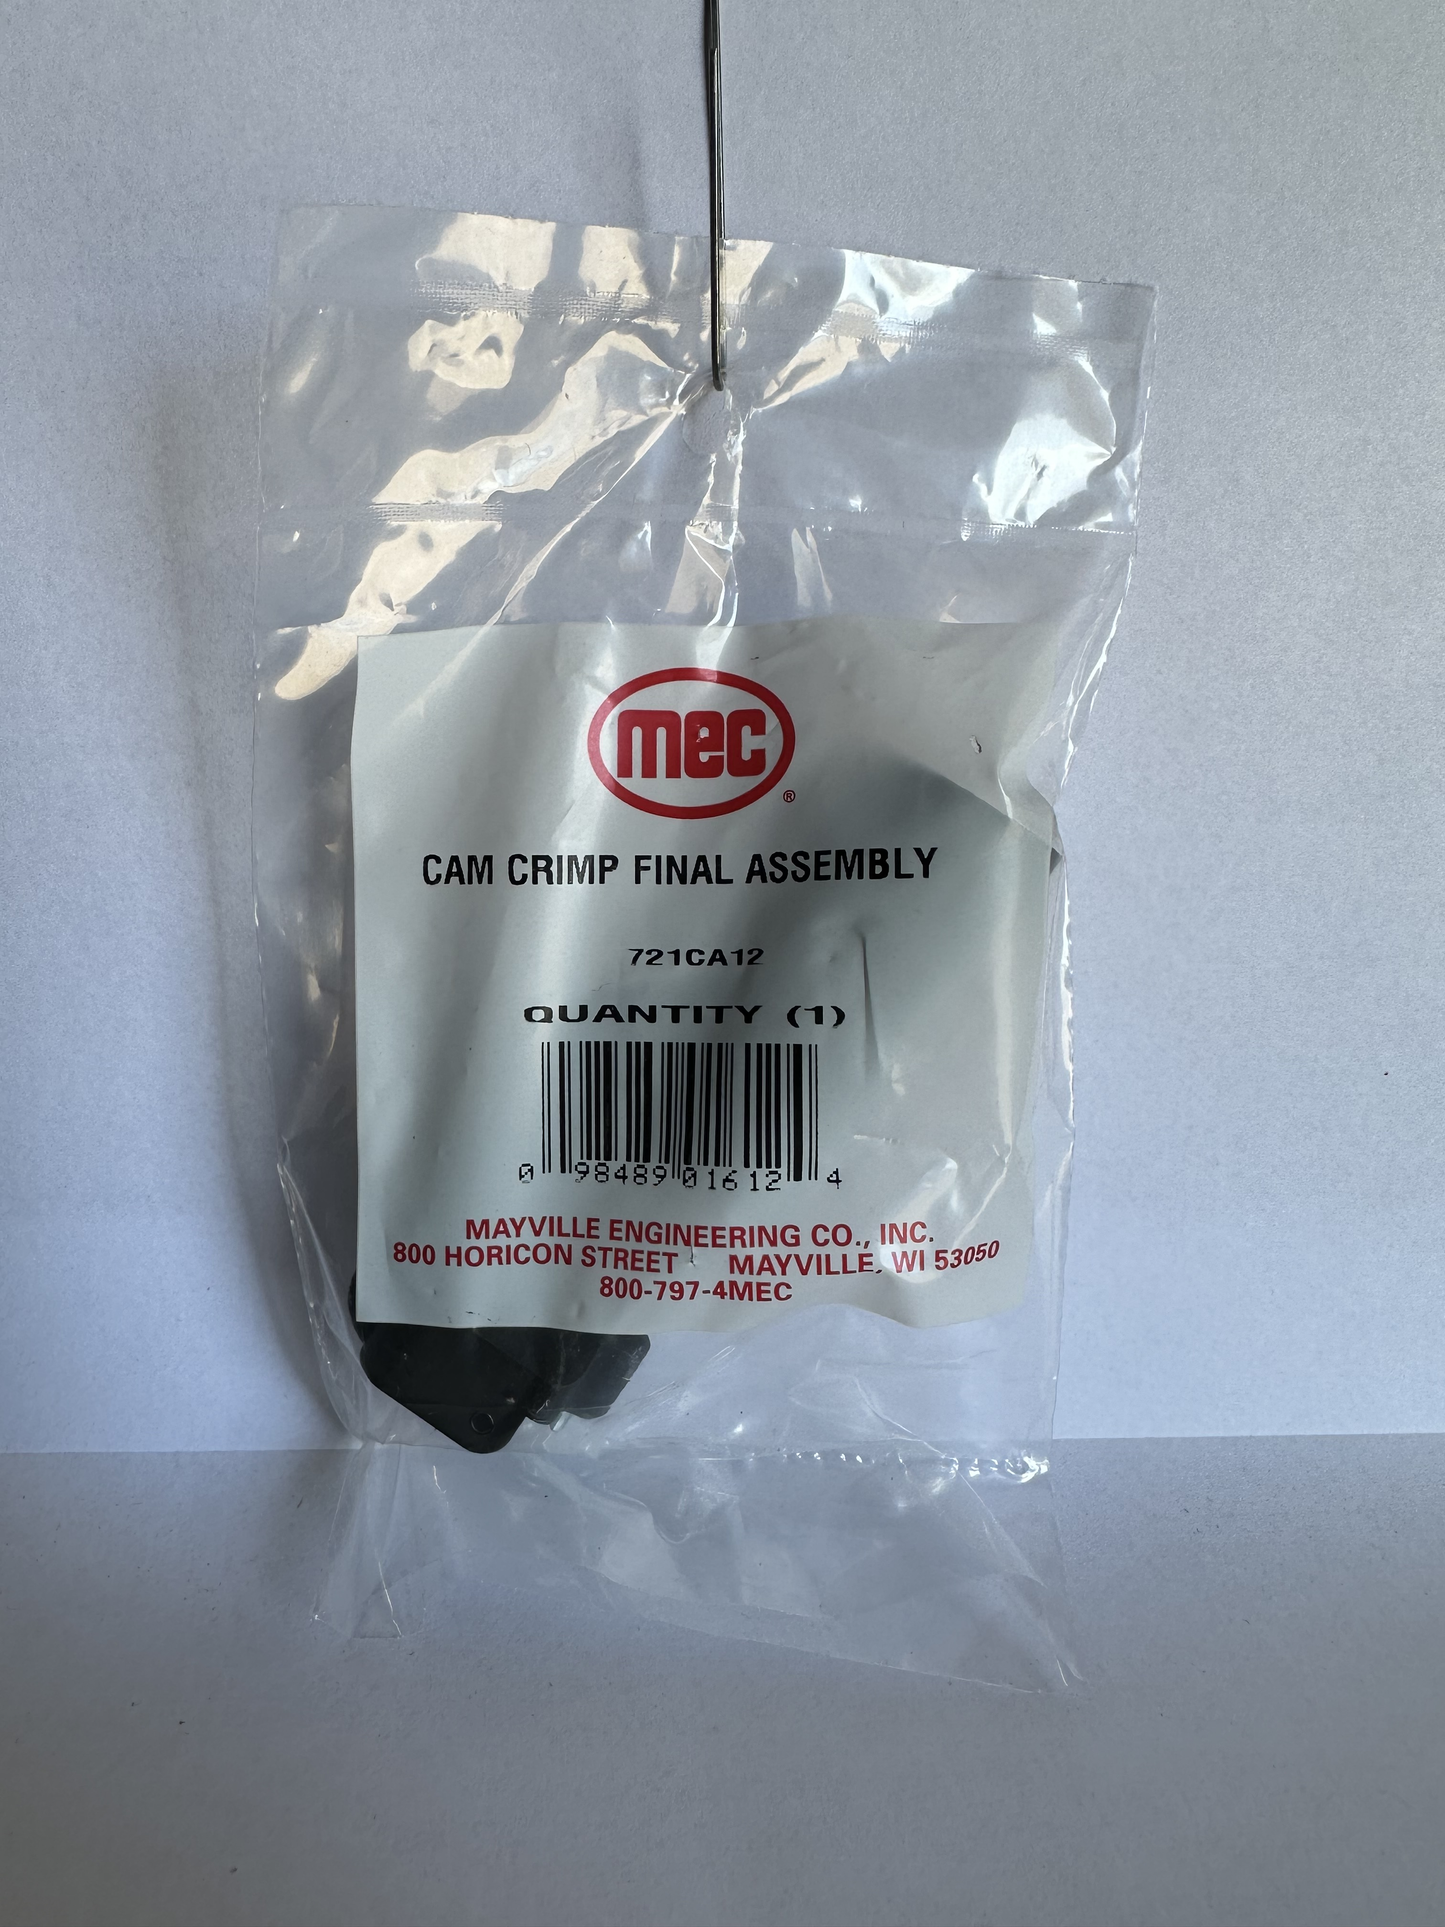 mec®
CAM CRIMP FINAL ASSEMBLY
721CA12
QUANTITY (1)
0 98489 01612 4
MAYVILLE ENGINEERING CO., INC.
800 HORICON STREET MAYVILLE, WI 53050
800-797-4MEC